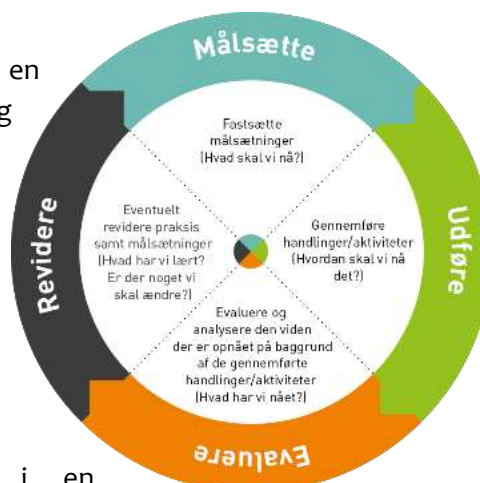 en
g
Målsætte
Fastsætte
målsætninger
(Hvad skal vi nå?)
Udføre
Gennemføre
handlinger/aktiviteter
(Hvordan skal vi nå
det?)
Evaluere og
analysere den viden
der er opnået på baggrund
af de gennemførte
handlinger/aktiviteter
(Hvad har vi nået?)
Evaluere
Eventuelt
revidere praksis
samt målsætninger
(Hvad har vi lært?
Er der noget vi
skal ændre?)
Revidere
i en